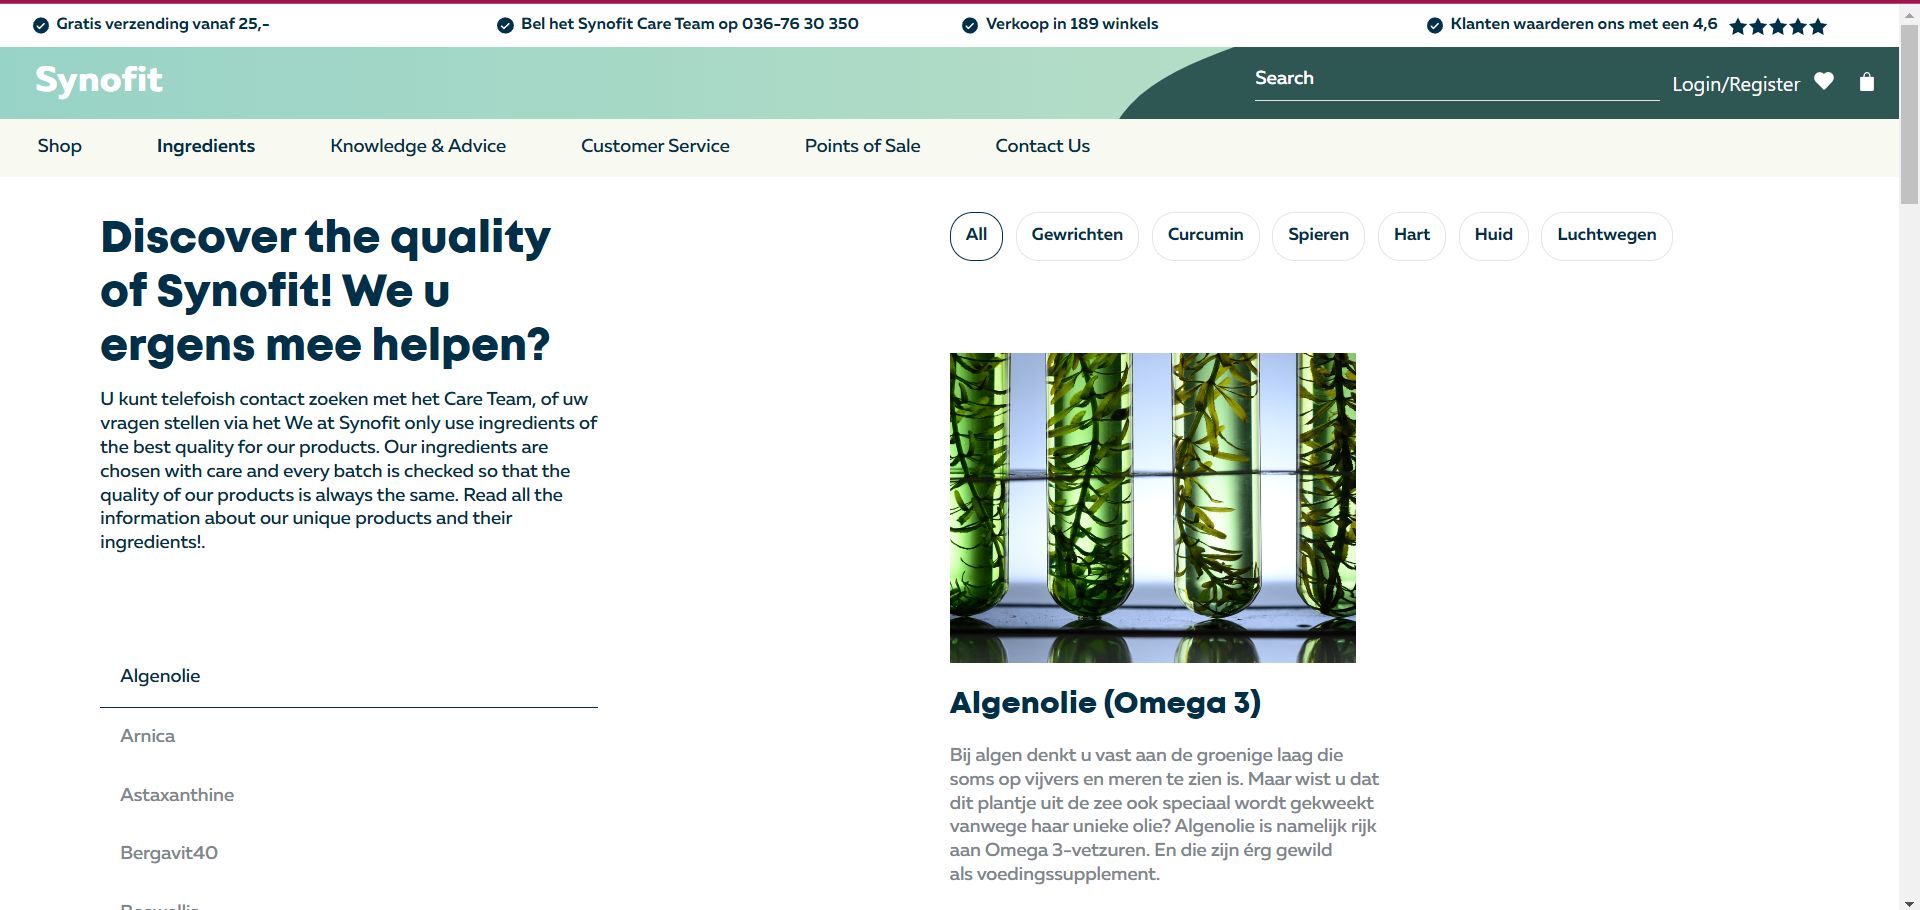 Gratis verzending vanaf 25,-
Bel het Synofit Care Team op 036-76 30 350
Verkoop in 189 winkels
Klanten waarderen ons met een 4,6
Synofit
Search
Login/Register
Shop
Ingredients
Knowledge & Advice
Customer Service
Points of Sale
Contact Us
Discover the quality
of Synofit! We u
ergens mee helpen?
U kunt telefoish contact zoeken met het Care Team, of uw
vragen stellen via het We at Synofit only use ingredients of
the best quality for our products. Our ingredients are
chosen with care and every batch is checked so that the
quality of our products is always the same. Read all the
information about our unique products and their
ingredients!.
Algenolie
Arnica
Astaxanthine
Bergavit40
All
Gewrichten
Curcumin
Spieren
Hart
Huid
Luchtwegen
Algenolie (Omega 3)
Bij algen denkt u vast aan de groenige laag die
soms op vijvers en meren te zien is. Maar wist u dat
dit plantje uit de zee ook speciaal wordt gekweekt
vanwege haar unieke olie? Algenolie is namelijk rijk
aan Omega 3-vetzuren. En die zijn érg gewild
als voedingssupplement.